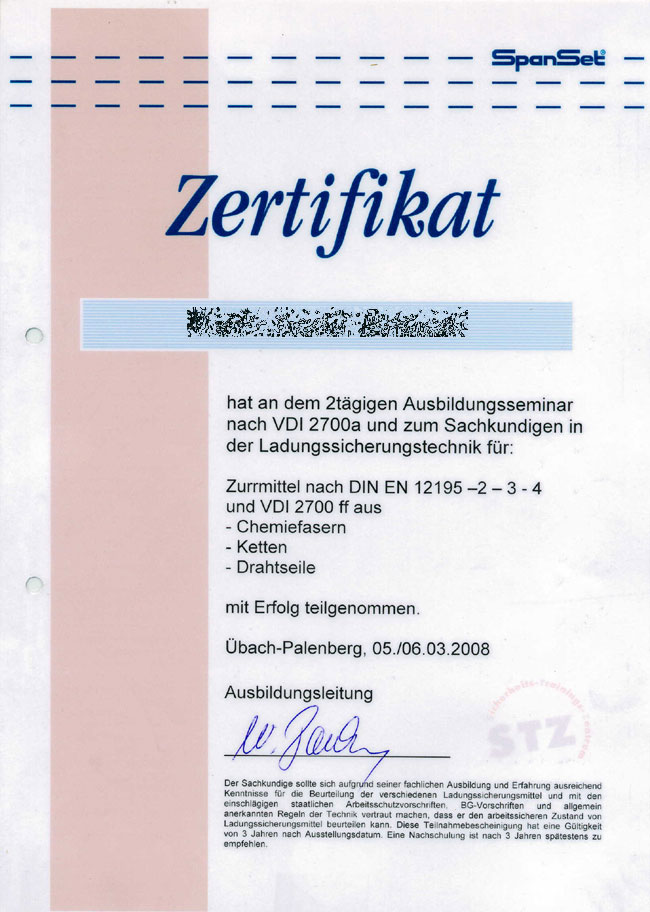 SpanSet
Zertifikat
hat an dem 2tägigen Ausbildungsseminar
nach VDI 2700a und zum Sachkundigen in
der Ladungssicherungstechnik für:
Zurrmittel nach DIN EN 12195 –2 – 3 - 4
und VDI 2700 ff aus
- Chemiefasern
- Ketten
- Drahtseile
mit Erfolg teilgenommen.
Übach-Palenberg, 05./06.03.2008
Ausbildungsleitung
Sicherheits-Trainings-Zentrum
STZ
Der Sachkundige sollte sich aufgrund seiner fachlichen Ausbildung und Erfahrung ausreichend
Kenntnisse für die Beurteilung der verschiedenen Ladungssicherungsmittel und mit den
einschlägigen staatlichen Arbeitsschutzvorschriften, BG-Vorschriften und allgemein
anerkannten Regeln der Technik vertraut machen, dass er den arbeitssicheren Zustand von
Ladungssicherungsmittel beurteilen kann. Diese Teilnahmebescheinigung hat eine Gültigkeit
von 3 Jahren nach Ausstellungsdatum. Eine Nachschulung ist nach 3 Jahren spätestens zu
empfehlen.